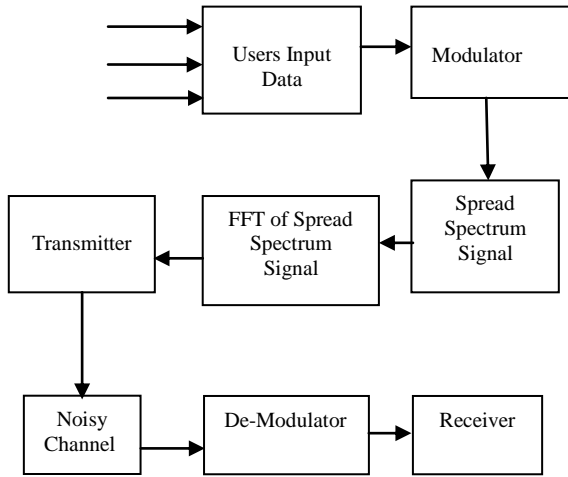 Users Input
Data
Modulator
Spread
Spectrum
Signal
FFT of Spread
Spectrum
Signal
Transmitter
Noisy
Channel
De-Modulator
Receiver